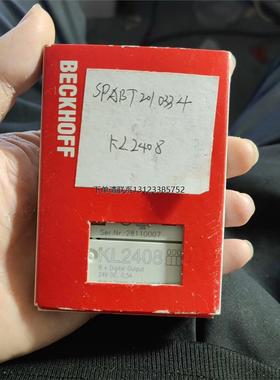 BECKHOFF
SPABT2010334
KL2408
下单请联系13123385752
Ser.Nr: 28110007
KL2408
8 x Digital Output
24V DC, 0,5A